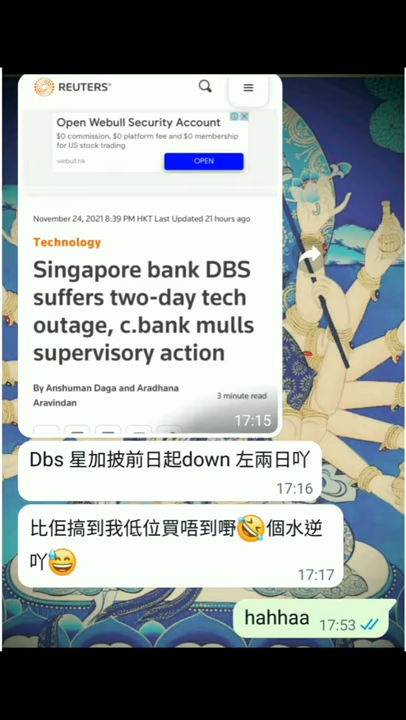 REUTERS®
Open Webull Security Account
$0 commission, $0 platform fee and $0 membership
for US stock trading
webull.hk
OPEN
November 24, 2021 8:39 PM HKT Last Updated 21 hours ago
Technology
Singapore bank DBS
suffers two-day tech
outage, c.bank mulls
supervisory action
By Anshuman Daga and Aradhana
Aravindan
3 minute read
17:15
Dbs 星加披前日起down 左兩日吖
17:16
比佢搞到我低位買唔到嘢🤣個水逆
吖😅
17:17
hahhaa
17:53